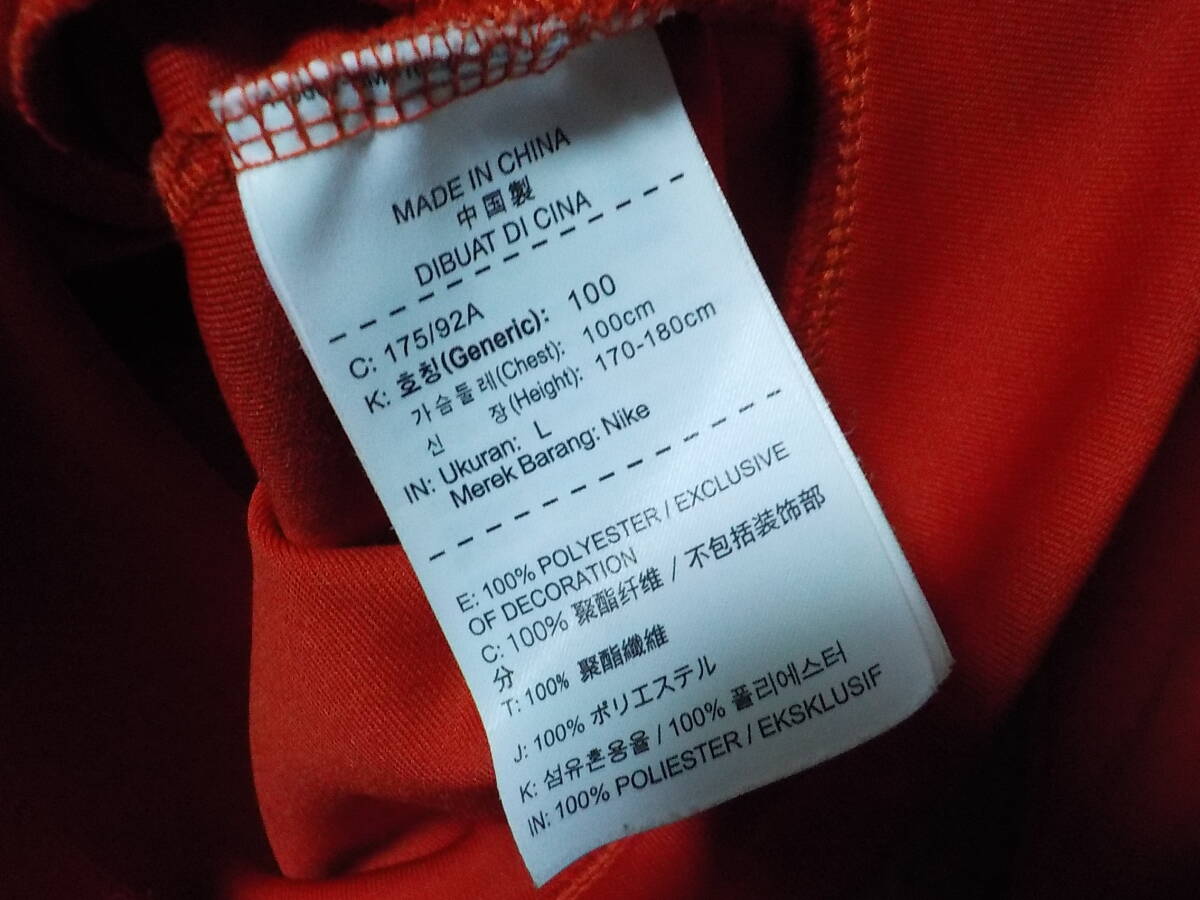 MADE IN CHINA
中国製
DIBUAT DI CINA
C: 175/92A
K: 호칭(Generic): 100
가슴둘레(Chest): 100cm
신 장(Height): 170-180cm
IN: Ukuran: L
Merek Barang: Nike
E: 100% POLYESTER / EXCLUSIVE
OF DECORATION
C: 100% 聚酯纤维 / 不包括装饰部
分
T: 100% 聚酯纖維
J: 100% ポリエステル
K: 섬유혼용율 / 100% 폴리에스터
IN: 100% POLIESTER / EKSKLUSIF